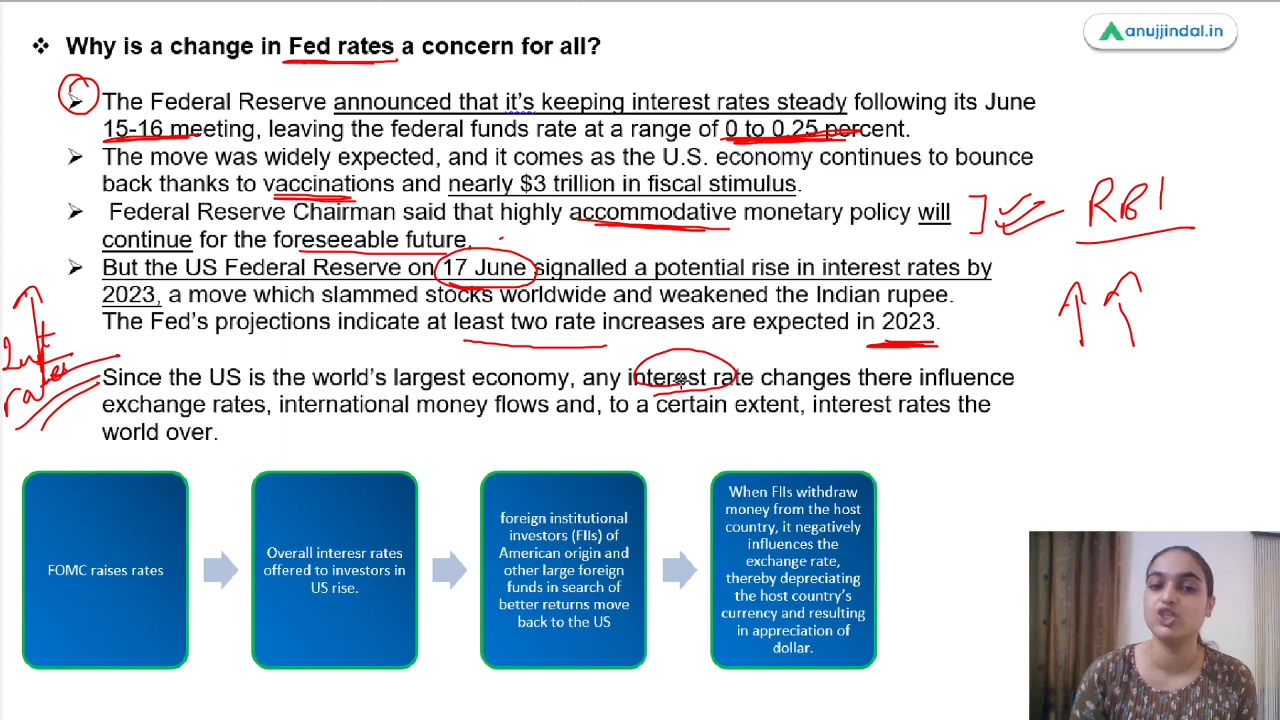 anujjindal.in
❖ Why is a change in Fed rates a concern for all?
➢ The Federal Reserve announced that it's keeping interest rates steady following its June
15-16 meeting, leaving the federal funds rate at a range of 0 to 0.25 percent.
➢ The move was widely expected, and it comes as the U.S. economy continues to bounce
back thanks to vaccinations and nearly $3 trillion in fiscal stimulus.
➢ Federal Reserve Chairman said that highly accommodative monetary policy will
continue for the foreseeable future.
RBI
➢ But the US Federal Reserve on 17 June signalled a potential rise in interest rates by
2023, a move which slammed stocks worldwide and weakened the Indian rupee.
The Fed's projections indicate at least two rate increases are expected in 2023.
Int
rates
Since the US is the world's largest economy, any interest rate changes there influence
exchange rates, international money flows and, to a certain extent, interest rates the
world over.
FOMC raises rates
Overall interesr rates
offered to investors in
US rise.
foreign institutional
investors (FIIs) of
American origin and
other large foreign
funds in search of
better returns move
back to the US
When FIIs withdraw
money from the host
country, it negatively
influences the
exchange rate,
thereby depreciating
the host country's
currency and resulting
in appreciation of
dollar.